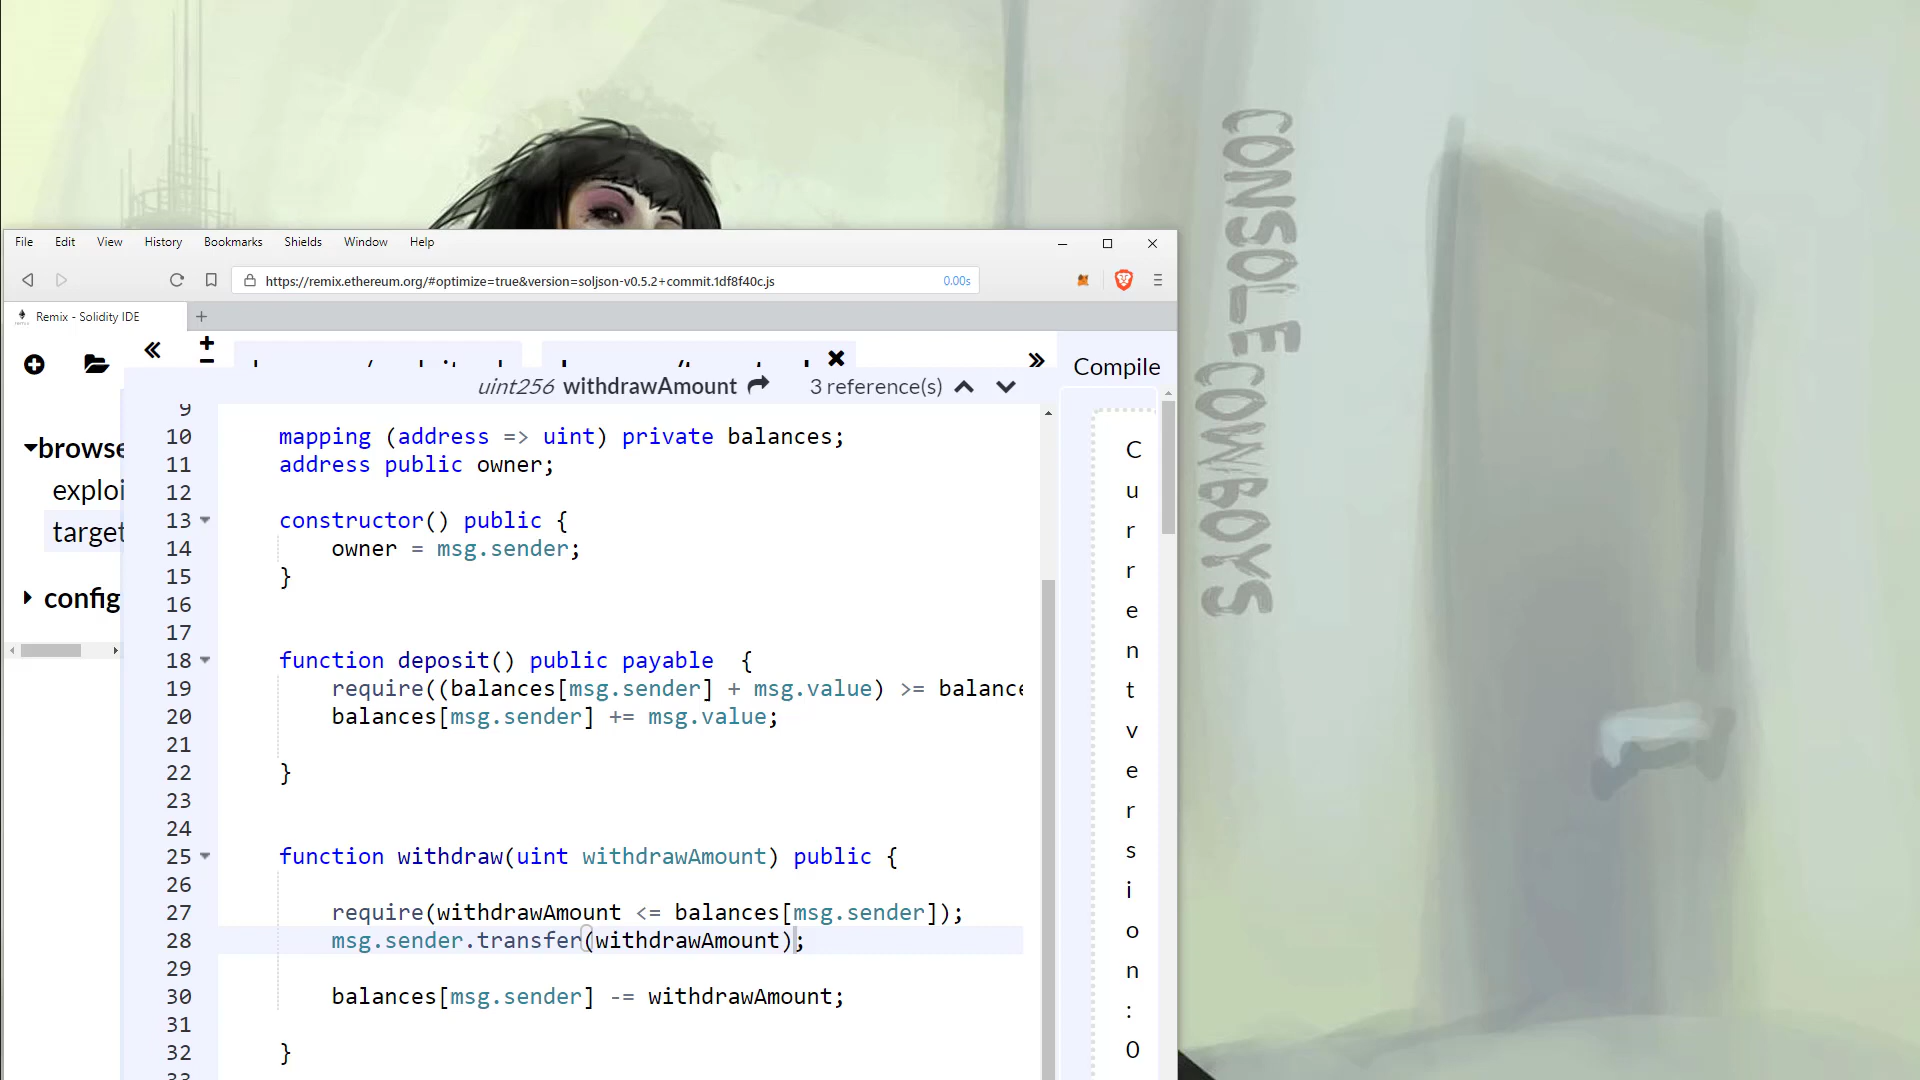 CONSOLE COWBOYS
File Edit View History Bookmarks Shields Window Help
https://remix.ethereum.org/#optimize=true&version=soljson-v0.5.2+commit.1df8f40c.js 0.00s
Remix - Solidity IDE
Compile
uint256 withdrawAmount 3 reference(s)
browse
exploi
target
config
9
10 mapping (address => uint) private balances;
11 address public owner;
12
13 constructor() public {
14 owner = msg.sender;
15 }
16
17
18 function deposit() public payable {
19 require((balances[msg.sender] + msg.value) >= balance
20 balances[msg.sender] += msg.value;
21
22 }
23
24
25 function withdraw(uint withdrawAmount) public {
26
27 require(withdrawAmount <= balances[msg.sender]);
28 msg.sender.transfer(withdrawAmount);
29
30 balances[msg.sender] -= withdrawAmount;
31
32 }
Current version:0